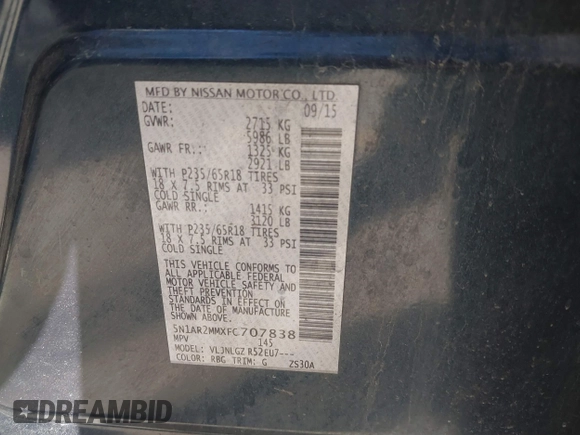 MFD BY NISSAN MOTOR CO., LTD
DATE: 09/15
GVWR: 2715 KG
5986 LB
GAWR FR.: 1325 KG
2921 LB
WITH P235/65R18 TIRES
18 X 7.5 RIMS AT 33 PSI
COLD SINGLE
GAWR RR.: 1415 KG
3120 LB
WITH P235/65R18 TIRES
18 X 7.5 RIMS AT 33 PSI
COLD SINGLE
THIS VEHICLE CONFORMS TO
ALL APPLICABLE FEDERAL
MOTOR VEHICLE SAFETY AND
THEFT PREVENTION
STANDARDS IN EFFECT ON
THE DATE OF MANUFACTURE
SHOWN ABOVE.
5N1AR2MMXFC707838
MPV 145
MODEL: VLJNLGZ R52EU7---
COLOR: RBG TRIM: G ZS30A
DREAMBID